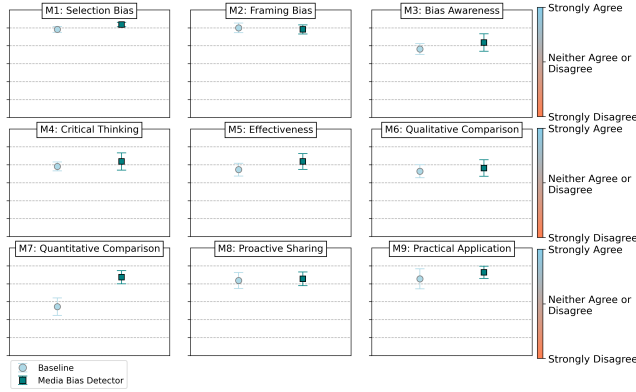 M1: Selection Bias
M2: Framing Bias
M3: Bias Awareness
Strongly Agree
Neither Agree or
Disagree
Strongly Disagree
M4: Critical Thinking
M5: Effectiveness
M6: Qualitative Comparison
Strongly Agree
Neither Agree or
Disagree
Strongly Disagree
M7: Quantitative Comparison
M8: Proactive Sharing
M9: Practical Application
Strongly Agree
Neither Agree or
Disagree
Strongly Disagree
Baseline
Media Bias Detector